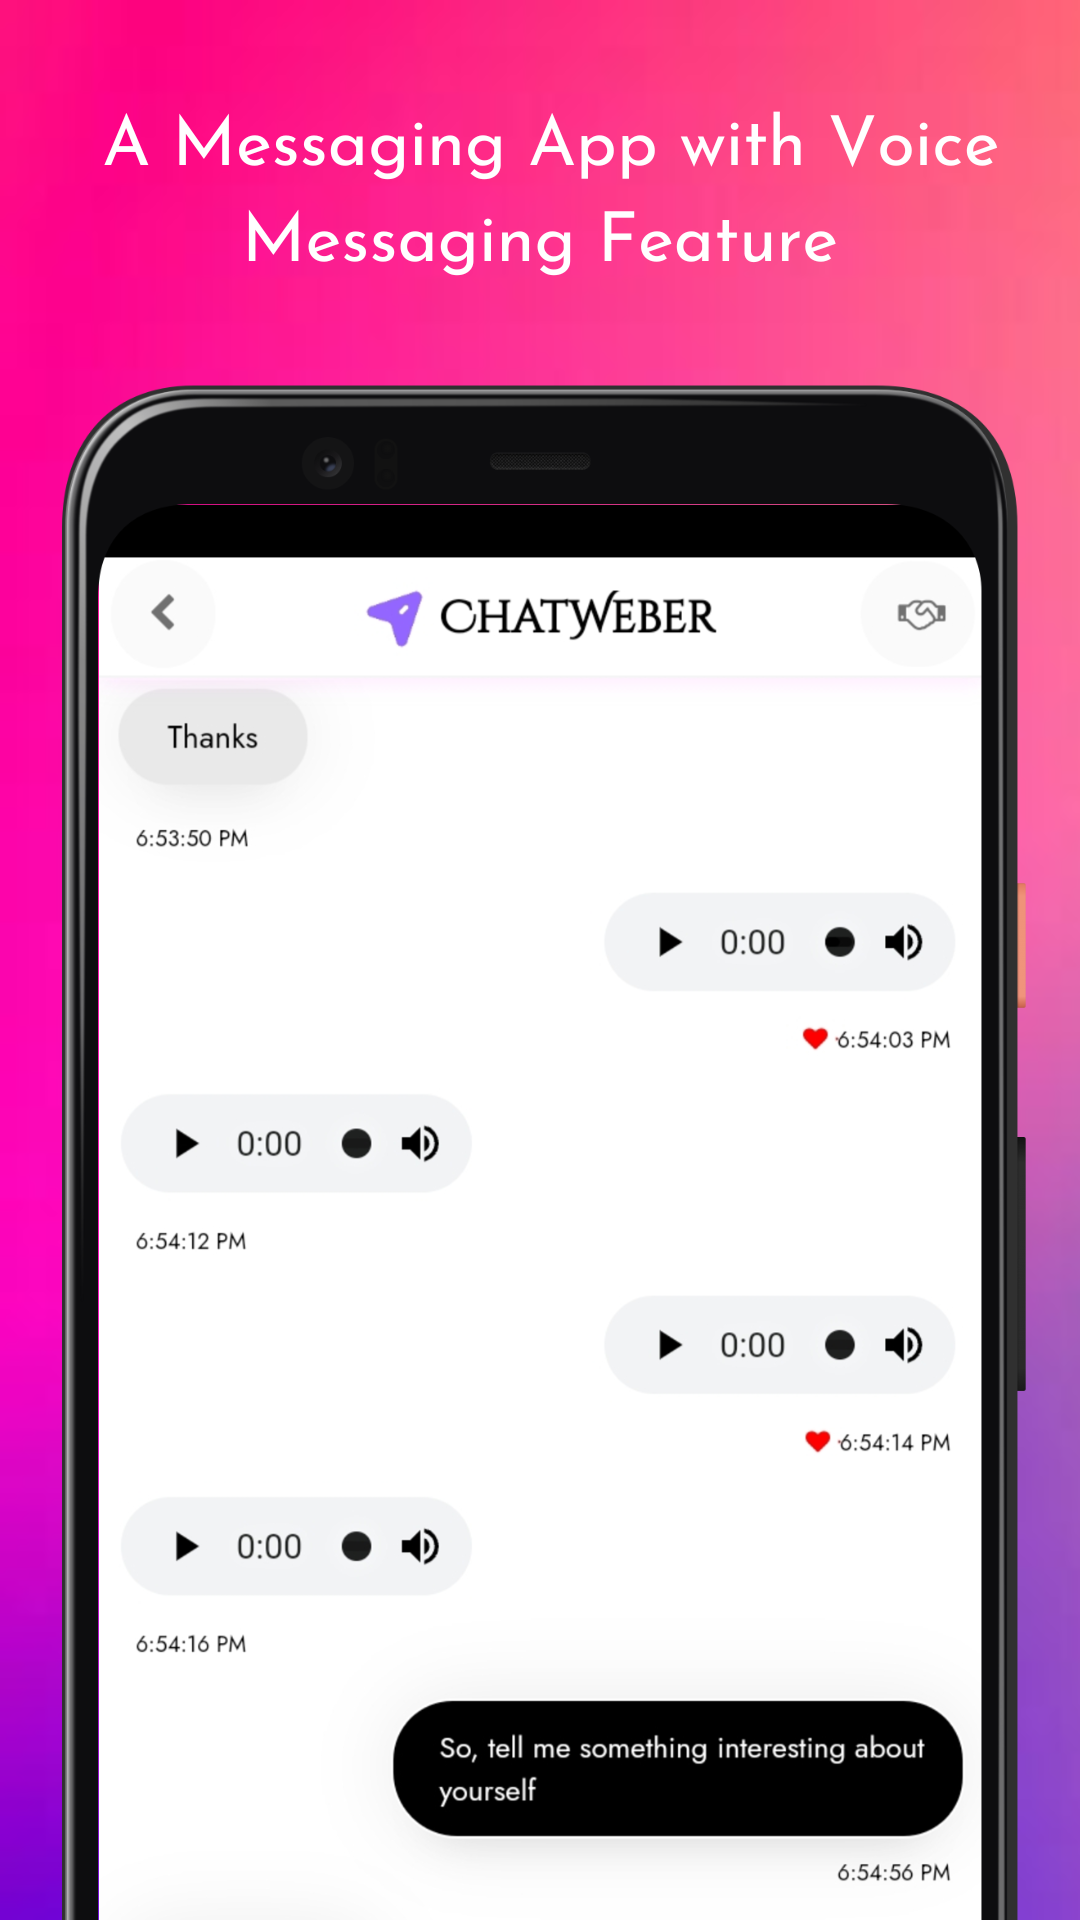 A Messaging App with Voice
Messaging Feature
CHATWEBER
Thanks
6:53:50 PM
0:00
6:54:03 PM
0:00
6:54:12 PM
0:00
6:54:14 PM
0:00
6:54:16 PM
So, tell me something interesting about
yourself
6:54:56 PM